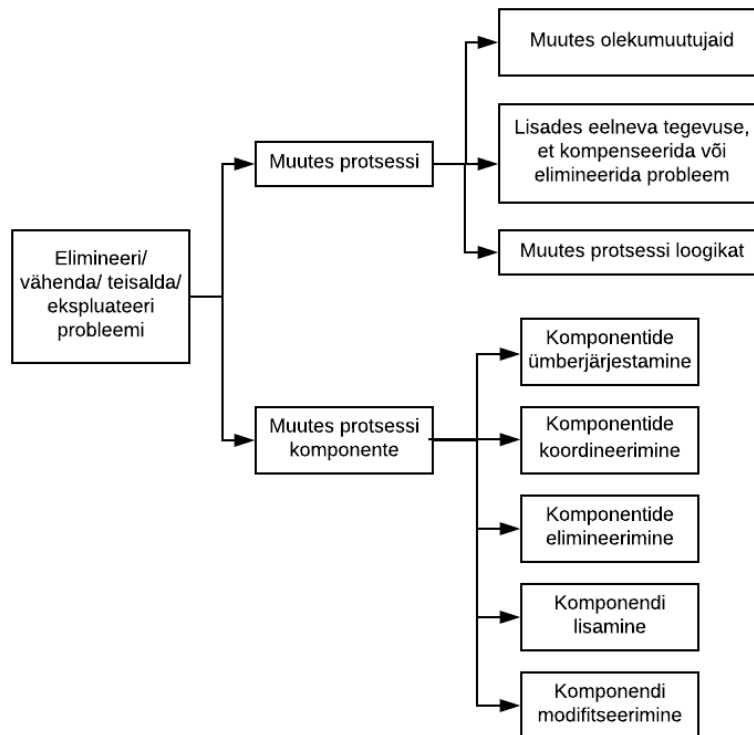 Muutes olekumuutujaid
Lisades eelneva tegevuse,
et kompenseerida või
elimineerida probleem
Muutes protsessi
Muutes protsessi loogikat
Elimineeri/
vähenda/ teisalda/
ekspluateeri
probleemi
Komponentide
ümberjärjestamine
Muutes protsessi
komponente
Komponentide
koordineerimine
Komponentide
elimineerimine
Komponendi
lisamine
Komponendi
modifitseerimine